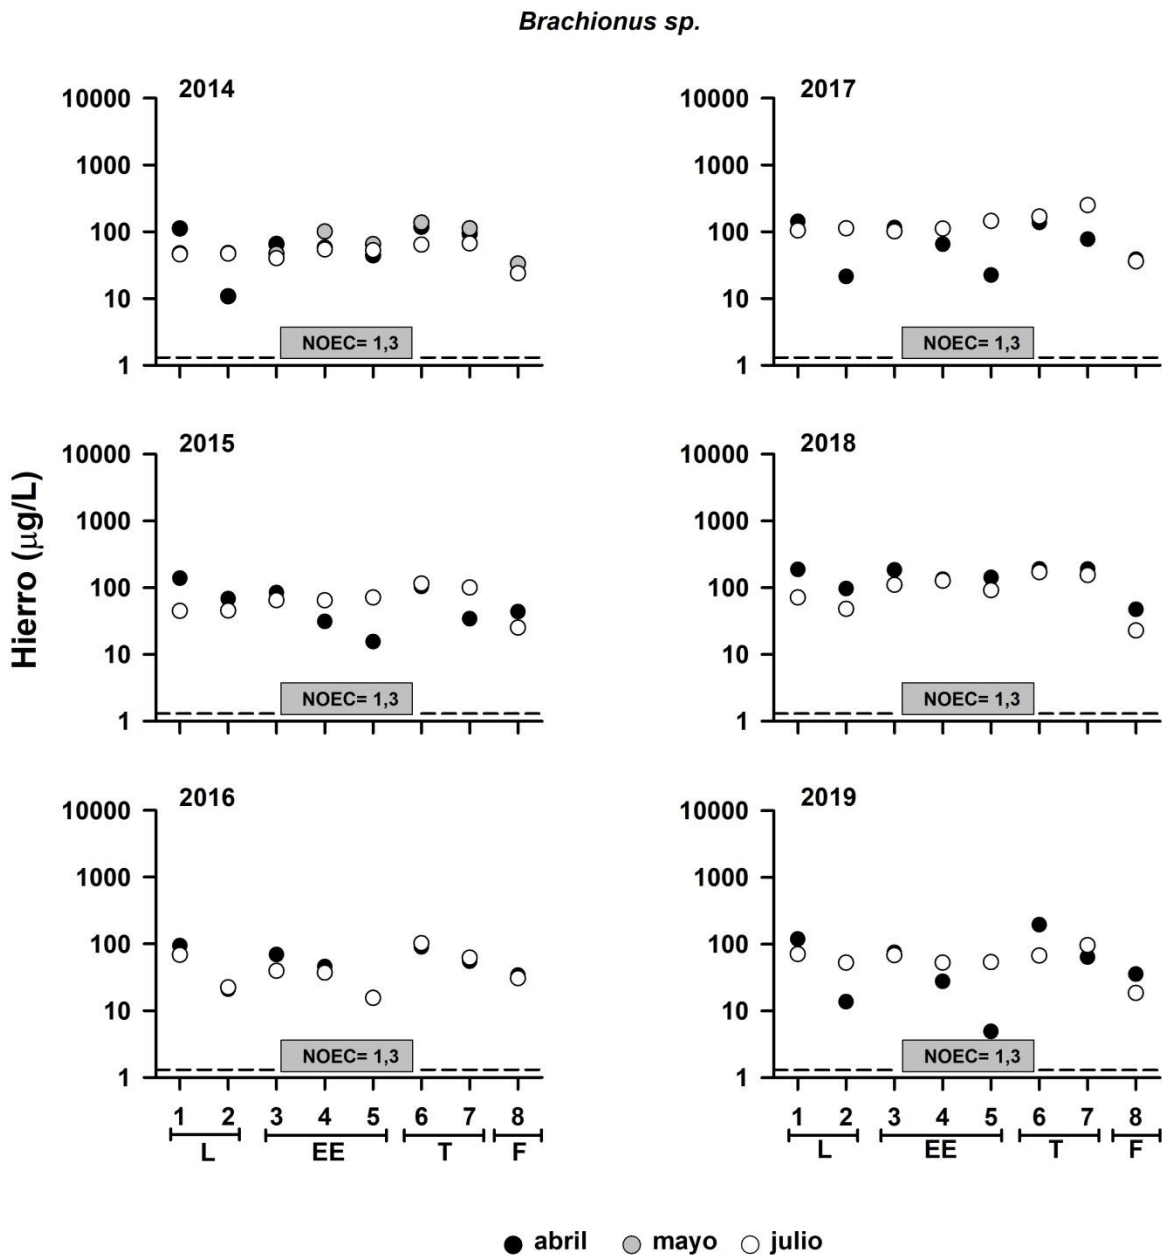 Brachionus sp.
Hierro (μg/L)
2014
10000
1000
100
10
1
NOEC= 1,3
2017
10000
1000
100
10
1
NOEC= 1,3
2015
10000
1000
100
10
1
NOEC= 1,3
2018
10000
1000
100
10
1
NOEC= 1,3
2016
10000
1000
100
10
1
NOEC= 1,3
1 2 3 4 5 6 7 8
L EE T F
2019
10000
1000
100
10
1
NOEC= 1,3
1 2 3 4 5 6 7 8
L EE T F
abril mayo julio